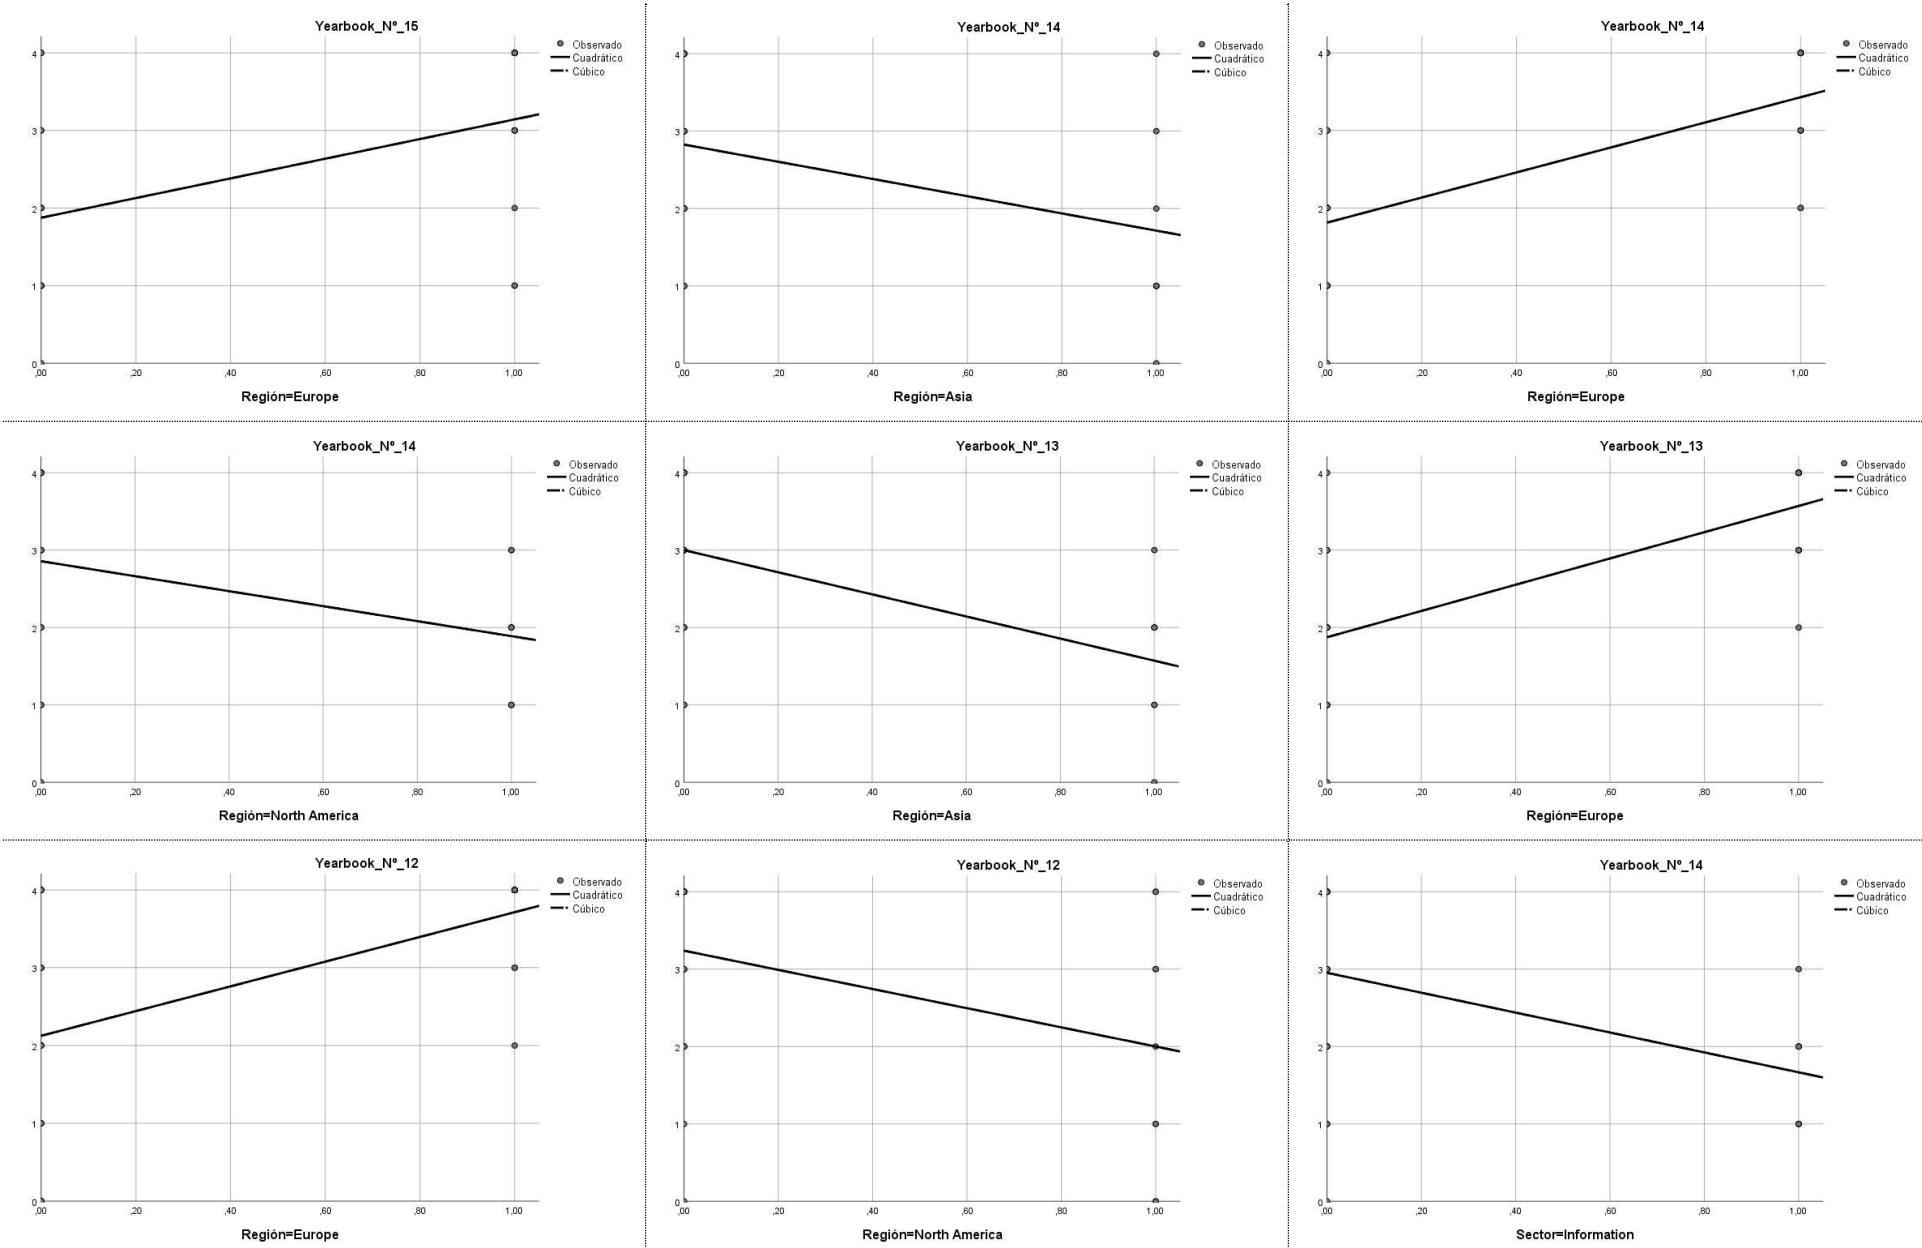 Yearbook_Nº_15
Observado
Cuadrático
Cúbico
4
3
2
1
0
,00 ,20 ,40 ,60 ,80 1,00
Región=Europe
Yearbook_Nº_14
Observado
Cuadrático
Cúbico
4
3
2
1
0
,00 ,20 ,40 ,60 ,80 1,00
Región=Asia
Yearbook_Nº_14
Observado
Cuadrático
Cúbico
4
3
2
1
0
,00 ,20 ,40 ,60 ,80 1,00
Región=Europe
Yearbook_Nº_14
Observado
Cuadrático
Cúbico
4
3
2
1
0
,00 ,20 ,40 ,60 ,80 1,00
Región=North America
Yearbook_Nº_13
Observado
Cuadrático
Cúbico
4
3
2
1
0
,00 ,20 ,40 ,60 ,80 1,00
Región=Asia
Yearbook_Nº_13
Observado
Cuadrático
Cúbico
4
3
2
1
0
,00 ,20 ,40 ,60 ,80 1,00
Región=Europe
Yearbook_Nº_12
Observado
Cuadrático
Cúbico
4
3
2
1
0
,00 ,20 ,40 ,60 ,80 1,00
Región=Europe
Yearbook_Nº_12
Observado
Cuadrático
Cúbico
4
3
2
1
0
,00 ,20 ,40 ,60 ,80 1,00
Región=North America
Yearbook_Nº_14
Observado
Cuadrático
Cúbico
4
3
2
1
0
,00 ,20 ,40 ,60 ,80 1,00
Sector=Information